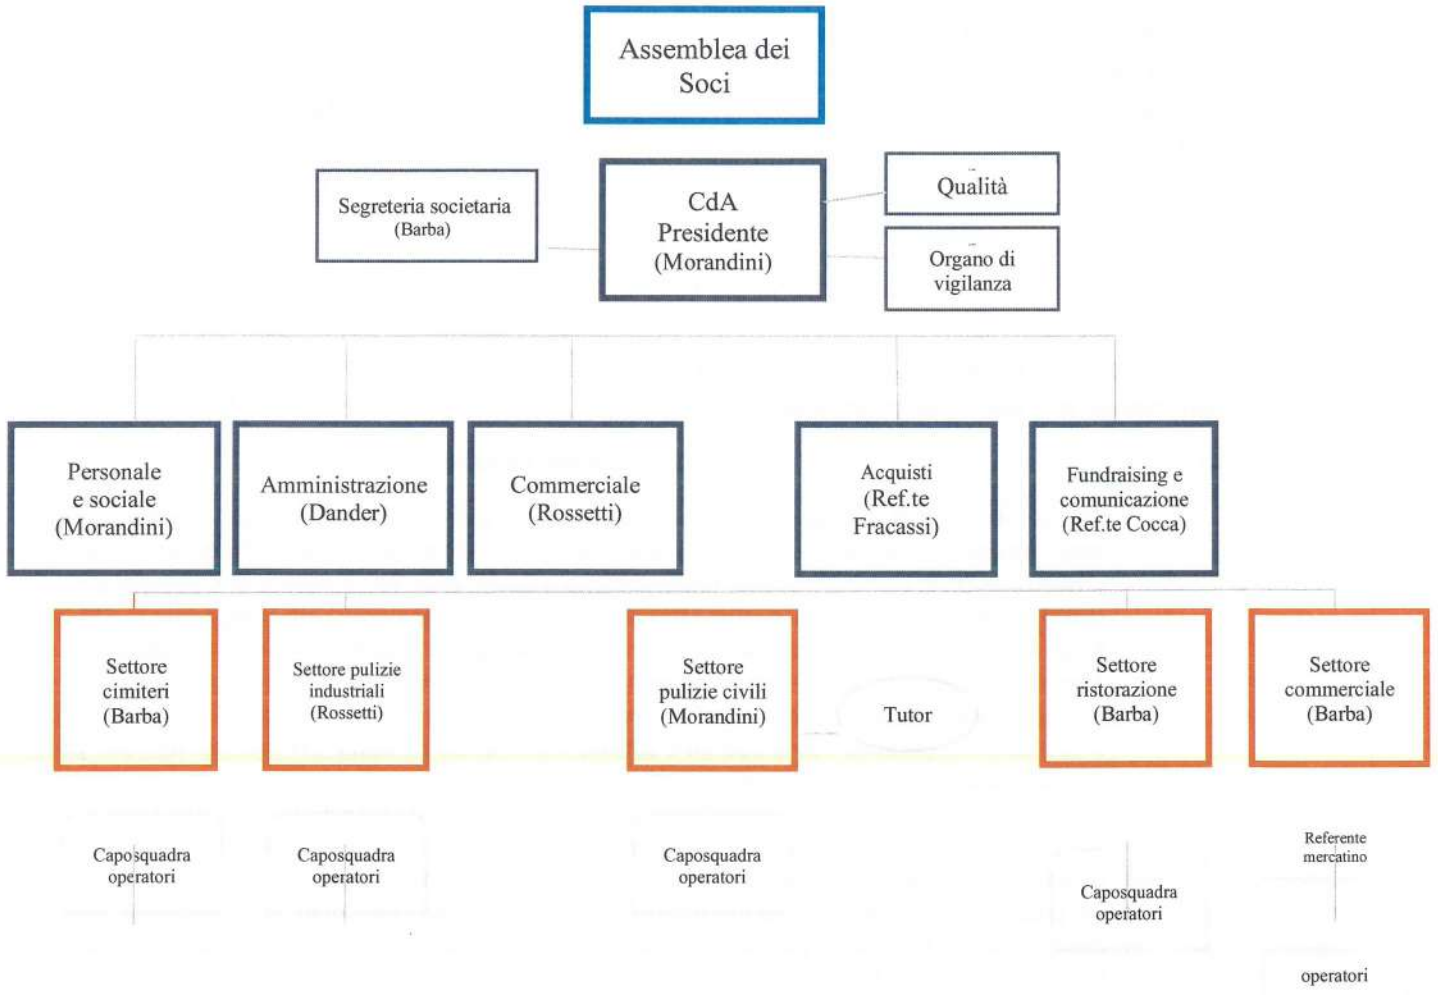 Assemblea dei
Soci
Segreteria societaria
(Barba)
CdA
Presidente
(Morandini)
Qualità
Organo di
vigilanza
Personale
e sociale
(Morandini)
Amministrazione
(Dander)
Commerciale
(Rossetti)
Acquisti
(Ref.te
Fracassi)
Fundraising e
comunicazione
(Ref.te Cocca)
Settore
cimiteri
(Barba)
Settore pulizie
industriali
(Rossetti)
Settore
pulizie civili
(Morandini)
Tutor
Settore
ristorazione
(Barba)
Settore
commerciale
(Barba)
Caposquadra
operatori
Caposquadra
operatori
Caposquadra
operatori
Caposquadra
operatori
Referente
mercatino
operatori